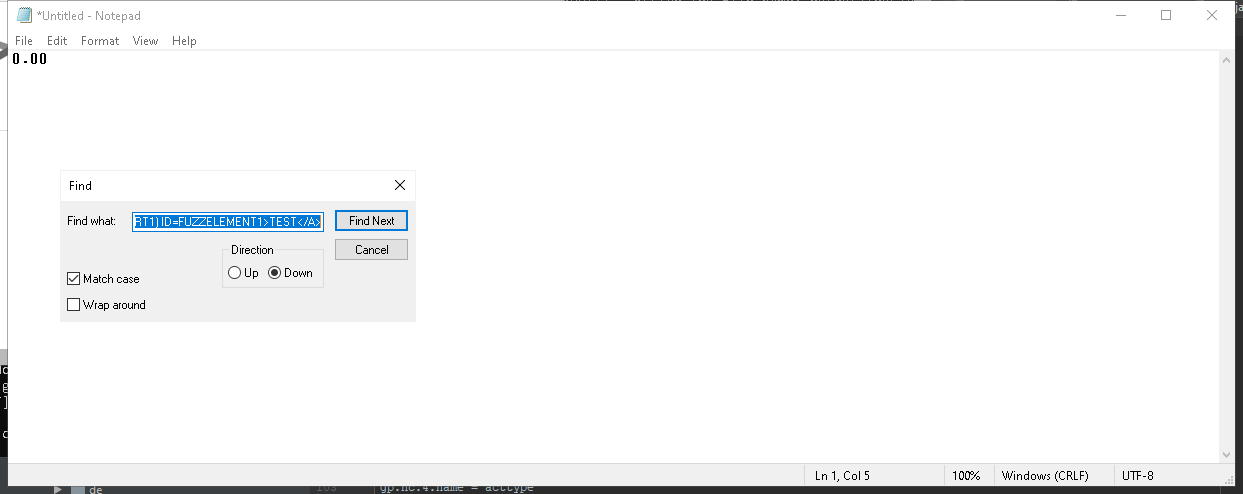 *Untitled - Notepad
File Edit Format View Help
0.00
Find
Find what: RT1)ID=FUZZELEMENT1>TEST</A> Find Next
Direction Cancel
Up Down
Match case
Wrap around
Ln 1, Col 5 100% Windows (CRLF) UTF-8
de gp.nc.4.name = acctype